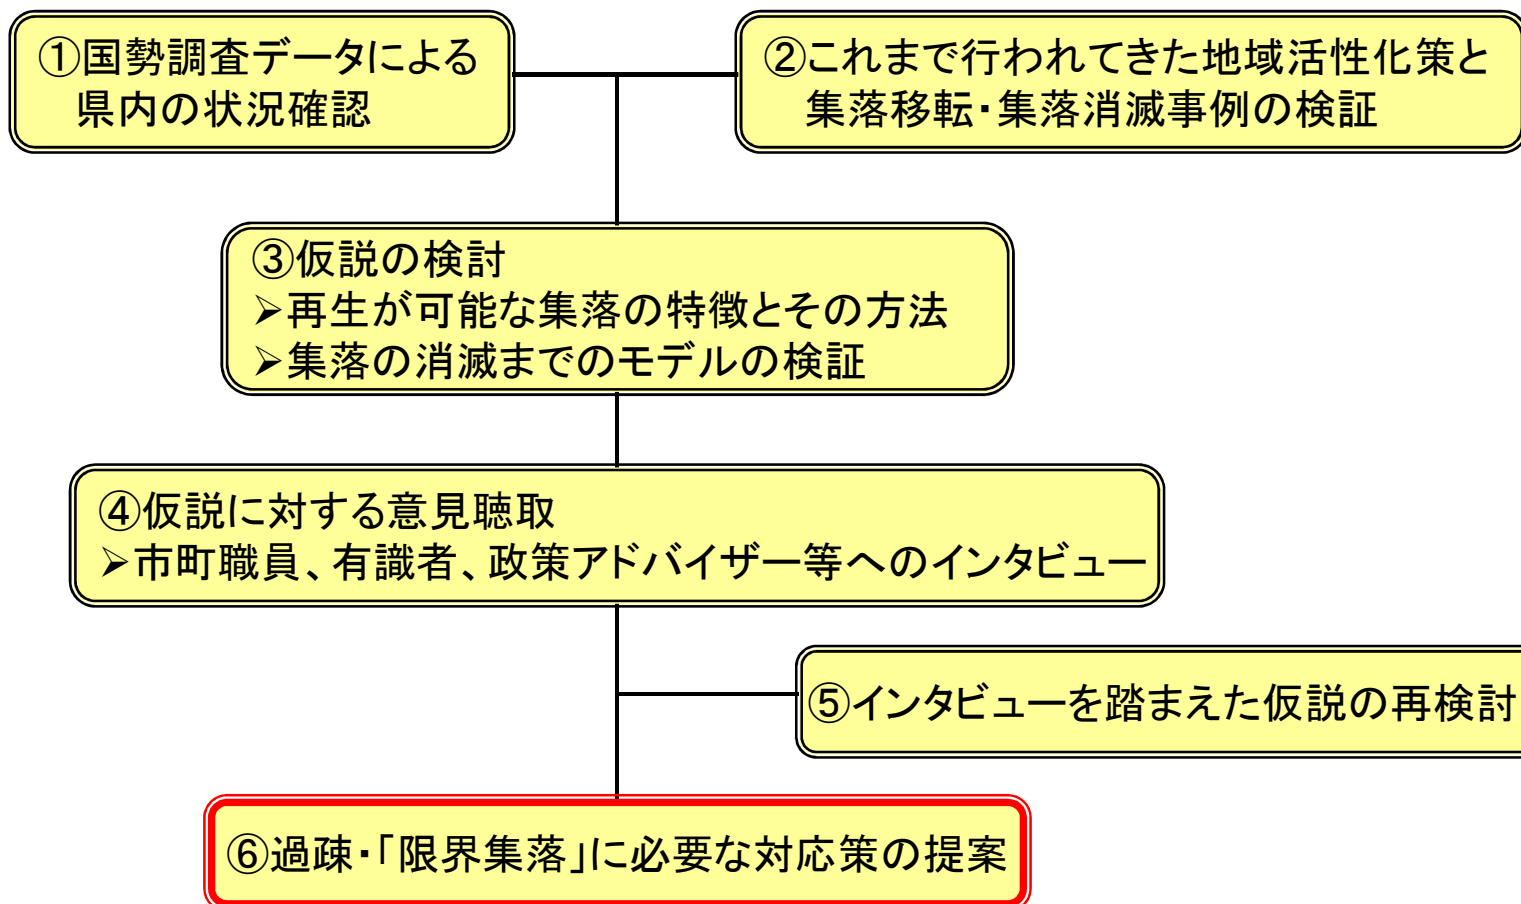 ①国勢調査データによる
県内の状況確認
②これまで行われてきた地域活性化策と
集落移転・集落消滅事例の検証
③仮説の検討
➢再生が可能な集落の特徴とその方法
➢集落の消滅までのモデルの検証
④仮説に対する意見聴取
➢市町職員、有識者、政策アドバイザー等へのインタビュー
⑤インタビューを踏まえた仮説の再検討
⑥過疎・「限界集落」に必要な対応策の提案